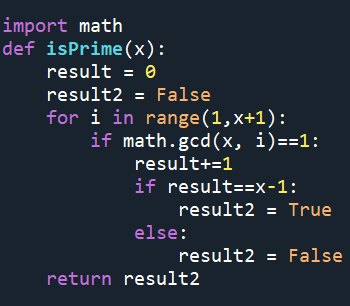 import math
def isPrime(x):
    result = 0
    result2 = False
    for i in range(1,x+1):
        if math.gcd(x, i)==1:
            result+=1
            if result==x-1:
                result2 = True
            else:
                result2 = False
    return result2